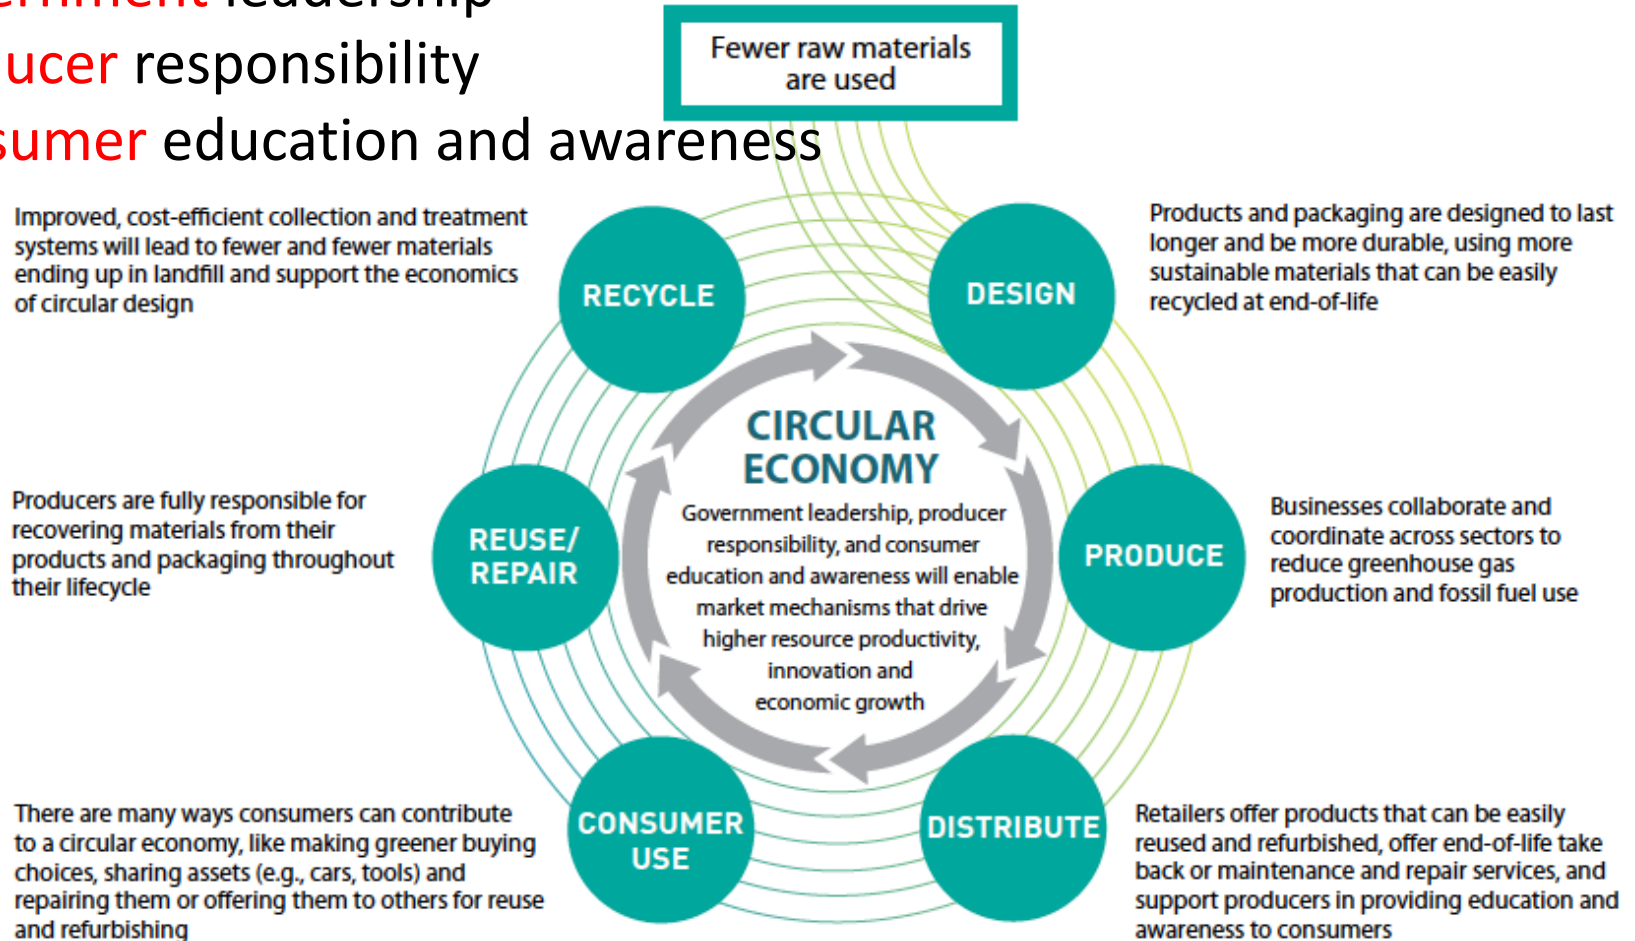 leadership
responsibility
education and awareness
Fewer raw materials
are used
Improved, cost-efficient collection and treatment
systems will lead to fewer and fewer materials
ending up in landfill and support the economics
of circular design
RECYCLE
DESIGN
Products and packaging are designed to last
longer and be more durable, using more
sustainable materials that can be easily
recycled at end-of-life
CIRCULAR
ECONOMY
Government leadership, producer
responsibility, and consumer
education and awareness will enable
market mechanisms that drive
higher resource productivity,
innovation and
economic growth
Producers are fully responsible for
recovering materials from their
products and packaging throughout
their lifecycle
REUSE/
REPAIR
PRODUCE
Businesses collaborate and
coordinate across sectors to
reduce greenhouse gas
production and fossil fuel use
There are many ways consumers can contribute
to a circular economy, like making greener buying
choices, sharing assets (e.g., cars, tools) and
repairing them or offering them to others for reuse
and refurbishing
CONSUMER
USE
DISTRIBUTE
Retailers offer products that can be easily
reused and refurbished, offer end-of-life take
back or maintenance and repair services, and
support producers in providing education and
awareness to consumers